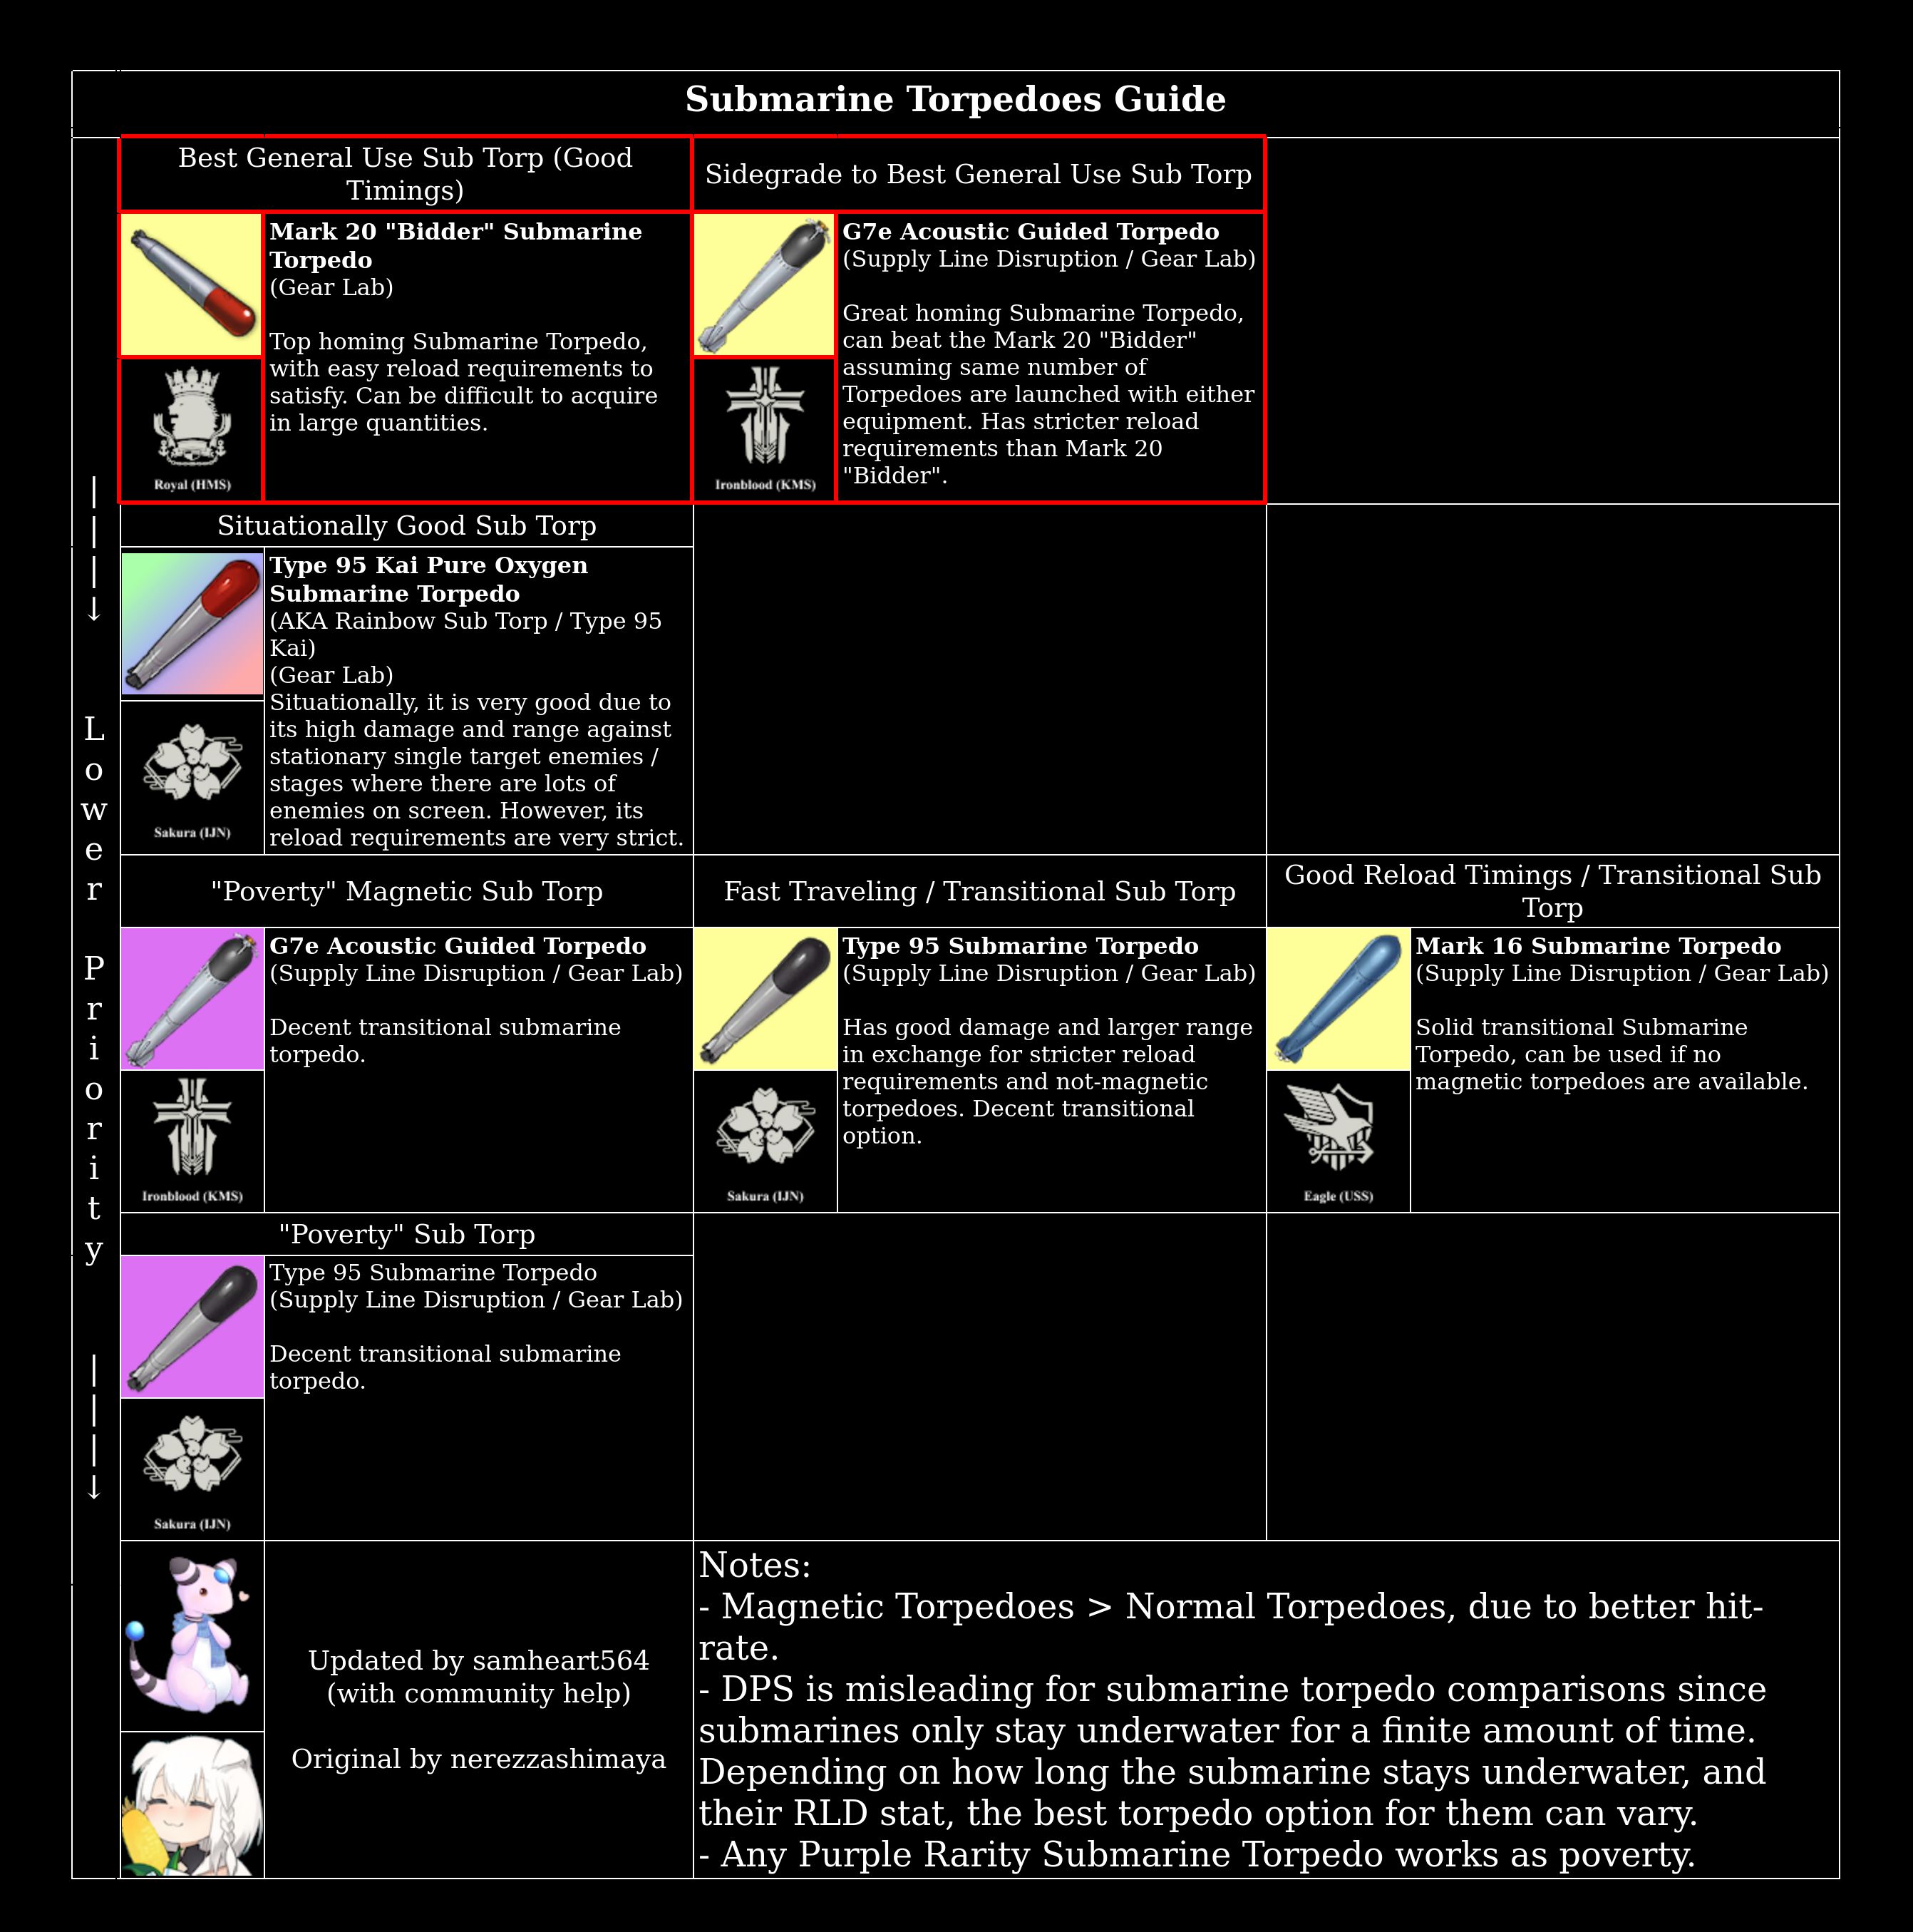 Submarine Torpedoes Guide
Best General Use Sub Torp (Good
Timings)
Sidegrade to Best General Use Sub Torp
Mark 20 "Bidder" Submarine
Torpedo
(Gear Lab)
Top homing Submarine Torpedo,
with easy reload requirements to
satisfy. Can be difficult to acquire
in large quantities.
Royal (HMS)
G7e Acoustic Guided Torpedo
(Supply Line Disruption / Gear Lab)
Great homing Submarine Torpedo,
can beat the Mark 20 "Bidder"
assuming same number of
Torpedoes are launched with either
equipment. Has stricter reload
requirements than Mark 20
"Bidder".
Ironblood (KMS)
| | | | ↓ Lower Priority | | | | ↓
Situationally Good Sub Torp
Type 95 Kai Pure Oxygen
Submarine Torpedo
(AKA Rainbow Sub Torp / Type 95
Kai)
(Gear Lab)
Situationally, it is very good due to
its high damage and range against
stationary single target enemies /
stages where there are lots of
enemies on screen. However, its
reload requirements are very strict.
Sakura (IJN)
"Poverty" Magnetic Sub Torp
Fast Traveling / Transitional Sub Torp
Good Reload Timings / Transitional Sub
Torp
G7e Acoustic Guided Torpedo
(Supply Line Disruption / Gear Lab)
Decent transitional submarine
torpedo.
Ironblood (KMS)
Type 95 Submarine Torpedo
(Supply Line Disruption / Gear Lab)
Has good damage and larger range
in exchange for stricter reload
requirements and not-magnetic
torpedoes. Decent transitional
option.
Sakura (IJN)
Mark 16 Submarine Torpedo
(Supply Line Disruption / Gear Lab)
Solid transitional Submarine
Torpedo, can be used if no
magnetic torpedoes are available.
Eagle (USS)
"Poverty" Sub Torp
Type 95 Submarine Torpedo
(Supply Line Disruption / Gear Lab)
Decent transitional submarine
torpedo.
Sakura (IJN)
Updated by samheart564
(with community help)
Original by nerezzashimaya
Notes:
- Magnetic Torpedoes > Normal Torpedoes, due to better hit-
rate.
- DPS is misleading for submarine torpedo comparisons since
submarines only stay underwater for a finite amount of time.
Depending on how long the submarine stays underwater, and
their RLD stat, the best torpedo option for them can vary.
- Any Purple Rarity Submarine Torpedo works as poverty.